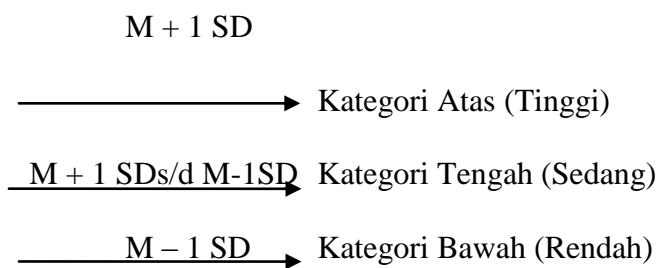 M + 1 SD
Kategori Atas (Tinggi)
M + 1 SDs/d M-1SD Kategori Tengah (Sedang)
M – 1 SD Kategori Bawah (Rendah)